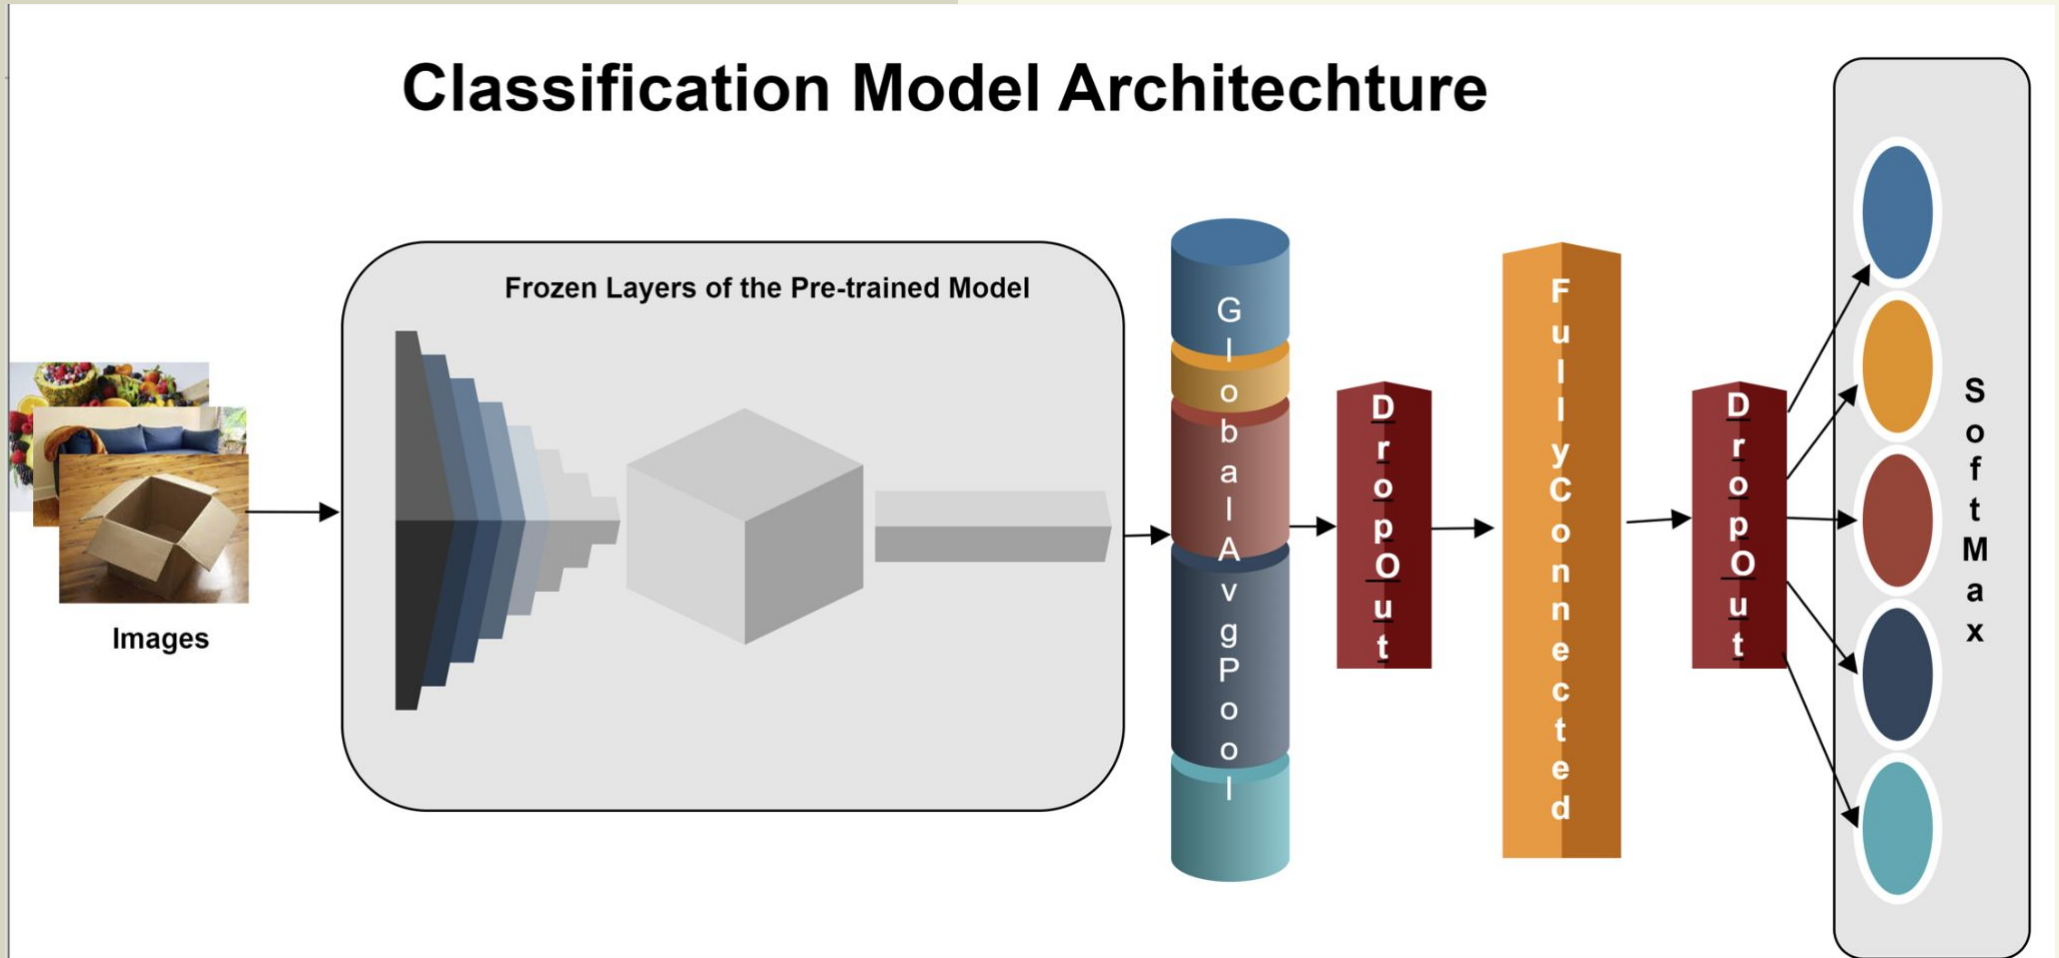 Classification Model Architechture
Frozen Layers of the Pre-trained Model
Images
GlobalAvgPool
DropOut
FullyConnected
DropOut
SoftMax